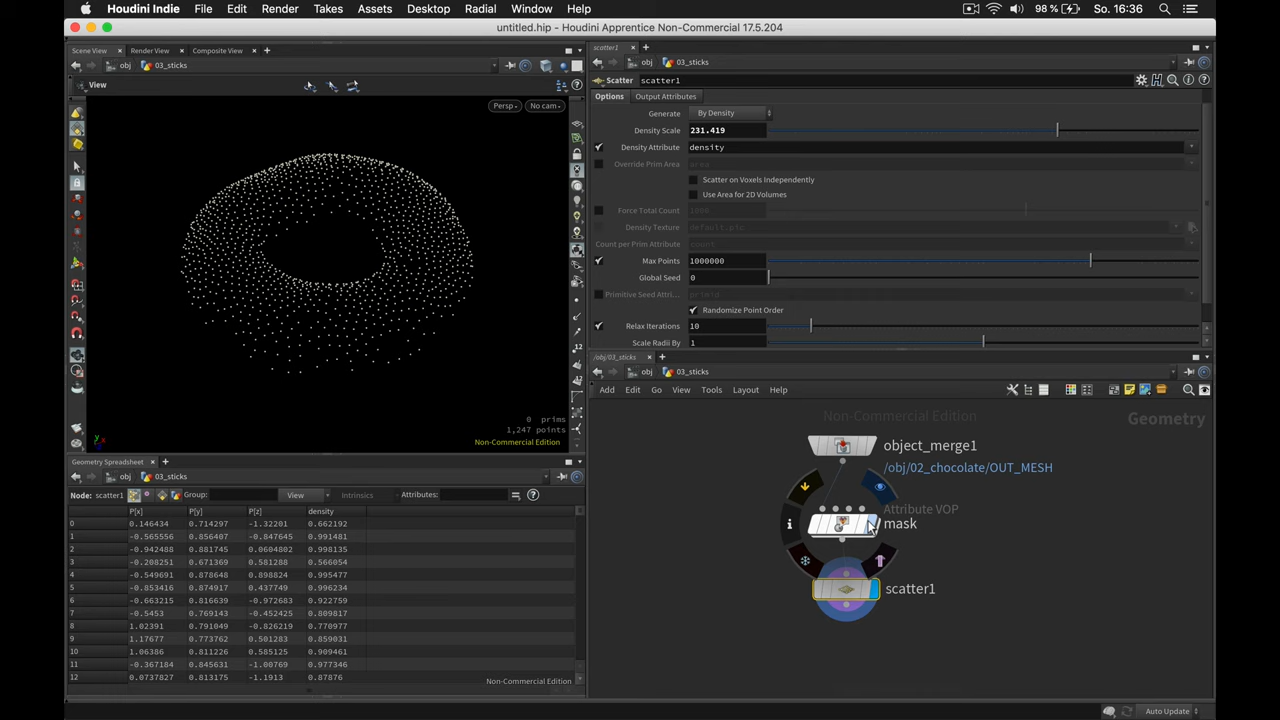 Houdini Indie File Edit Render Takes Assets Desktop Radial Window Help 98 % So. 16:36
untitled.hip - Houdini Apprentice Non-Commercial 17.5.204
Scene View Render View Composite View
obj 03_sticks
View
Persp No cam
0 prims
1,247 points
Non-Commercial Edition
Geometry Spreadsheet
obj 03_sticks
Node: scatter1 Group: View Intrinsics Attributes:
P[x] P[y] P[z] density
0 0.146434 0.714297 -1.32201 0.662192
1 -0.565556 0.856407 -0.847645 0.991481
2 -0.942488 0.881745 0.0604802 0.998135
3 -0.208251 0.671369 0.581288 0.566054
4 -0.549691 0.878648 0.898824 0.995477
5 -0.853416 0.874917 0.437749 0.996234
6 -0.663215 0.816639 -0.972683 0.922759
7 -0.5453 0.769143 -0.452425 0.809817
8 1.02391 0.791049 -0.826219 0.770977
9 1.17677 0.773762 0.501283 0.859031
10 1.06386 0.811226 0.585125 0.909461
11 -0.367184 0.845631 -1.00769 0.977346
12 0.0737827 0.813175 -1.1913 0.87876
Non-Commercial Edition
scatter1
obj 03_sticks
Scatter scatter1
Options Output Attributes
Generate By Density
Density Scale 231.419
Density Attribute density
Override Prim Area area
Scatter on Voxels Independently
Use Area for 2D Volumes
Force Total Count 1000
Density Texture default.pic
Count per Prim Attribute count
Max Points 1000000
Global Seed 0
Primitive Seed Attri... primid
Randomize Point Order
Relax Iterations 10
Scale Radii By 1
/obj/03_sticks
obj 03_sticks
Add Edit Go View Tools Layout Help
Non-Commercial Edition
Geometry
object_merge1
/obj/02_chocolate/OUT_MESH
Attribute VOP
mask
scatter1
Auto Update